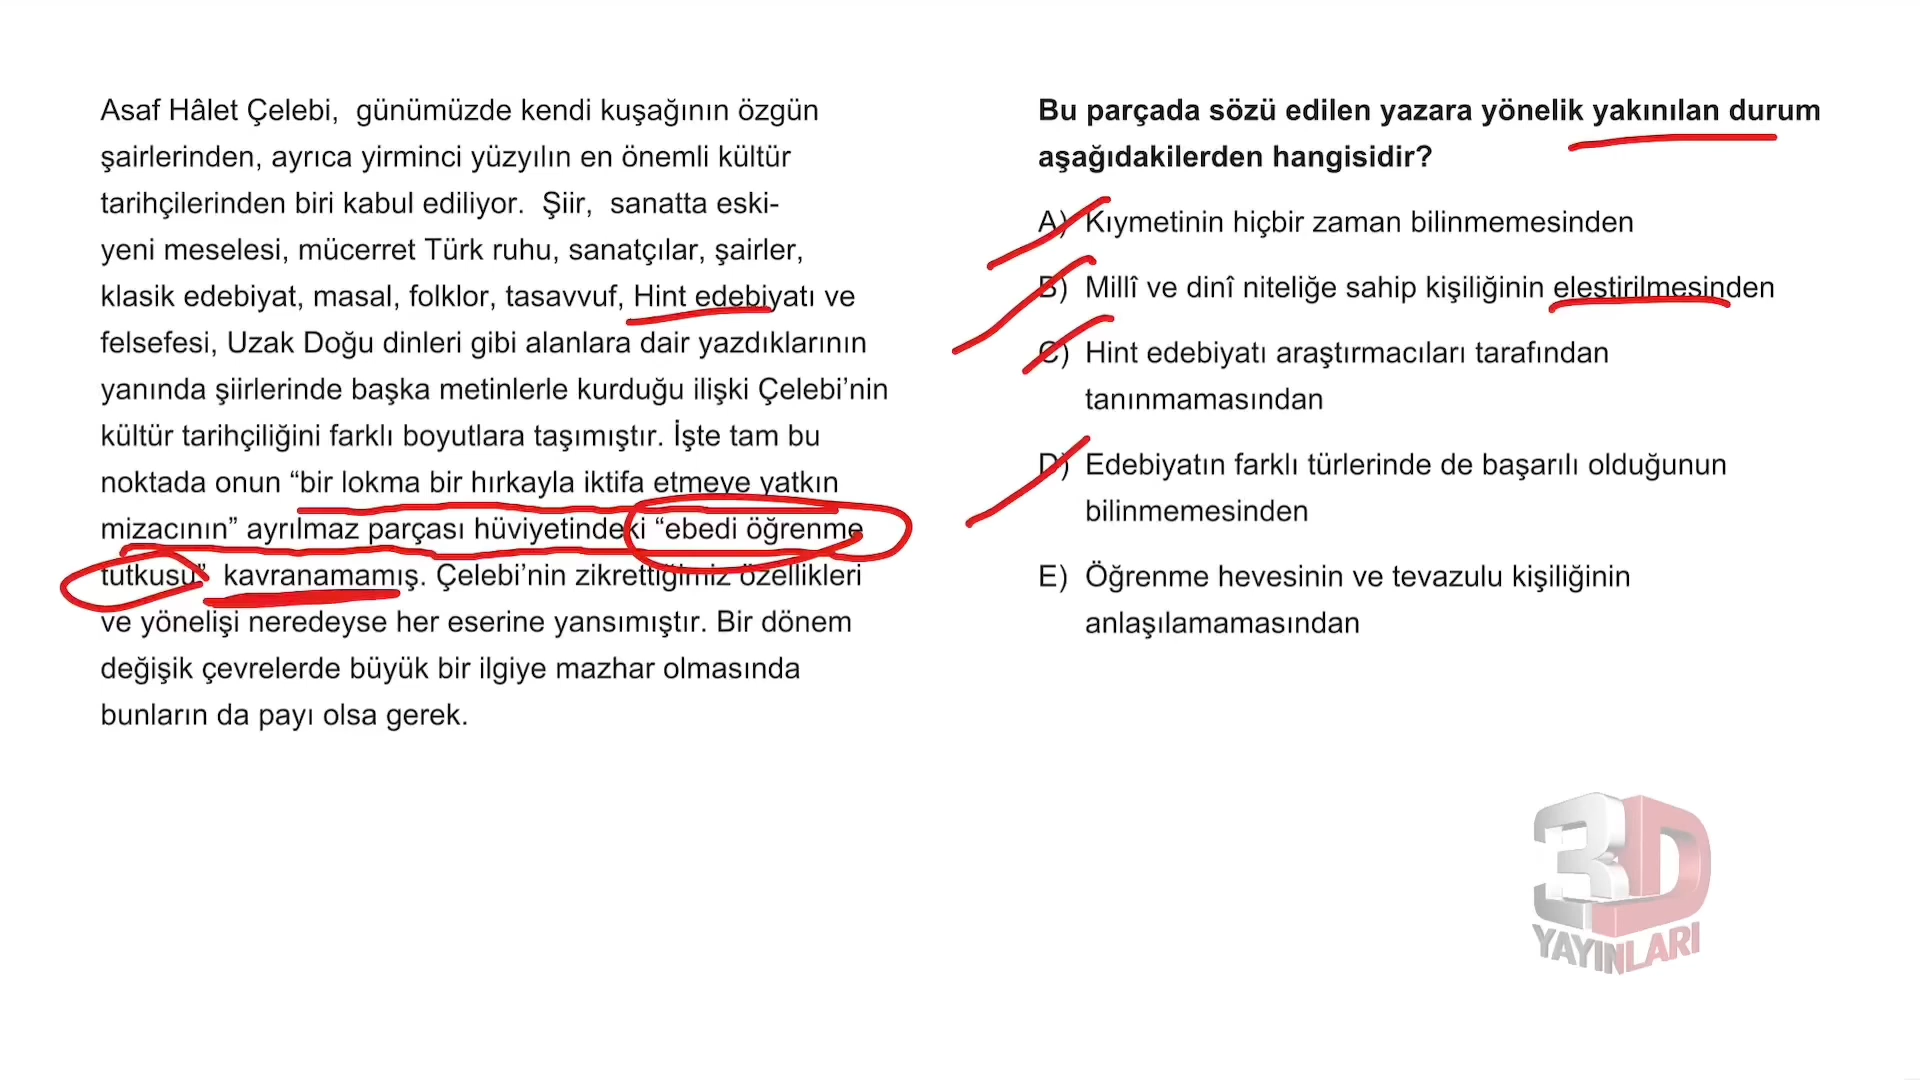 Asaf Hâlet Çelebi, günümüzde kendi kuşağının özgün
şairlerinden, ayrıca yirminci yüzyılın en önemli kültür
tarihçilerinden biri kabul ediliyor. Şiir, sanatta eski-
yeni meselesi, mücerret Türk ruhu, sanatçılar, şairler,
klasik edebiyat, masal, folklor, tasavvuf, Hint edebiyatı ve
felsefesi, Uzak Doğu dinleri gibi alanlara dair yazdıklarının
yanında şiirlerinde başka metinlerle kurduğu ilişki Çelebi’nin
kültür tarihçiliğini farklı boyutlara taşımıştır. İşte tam bu
noktada onun “bir lokma bir hırkayla iktifa etmeye yatkın
mizacının” ayrılmaz parçası hüviyetindeki “ebedi öğrenme
tutkusu” kavranamamış. Çelebi’nin zikrettiğimiz özellikleri
ve yönelişi neredeyse her eserine yansımıştır. Bir dönem
değişik çevrelerde büyük bir ilgiye mazhar olmasında
bunların da payı olsa gerek.
Bu parçada sözü edilen yazara yönelik yakınılan durum
aşağıdakilerden hangisidir?
A) Kıymetinin hiçbir zaman bilinmemesinden
B) Millî ve dinî niteliğe sahip kişiliğinin eleştirilmesinden
C) Hint edebiyatı araştırmacıları tarafından
tanınmamasından
D) Edebiyatın farklı türlerinde de başarılı olduğunun
bilinmemesinden
E) Öğrenme hevesinin ve tevazulu kişiliğinin
anlaşılamamasından
3D
YAYINLARI